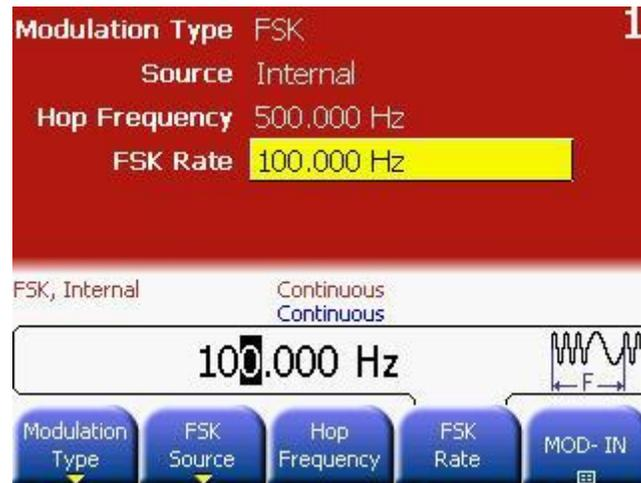 1
Modulation Type FSK
Source Internal
Hop Frequency 500.000 Hz
FSK Rate 100.000 Hz
FSK, Internal Continuous
Continuous
100.000 Hz
F
Modulation Type
FSK Source
Hop Frequency
FSK Rate
MOD- IN